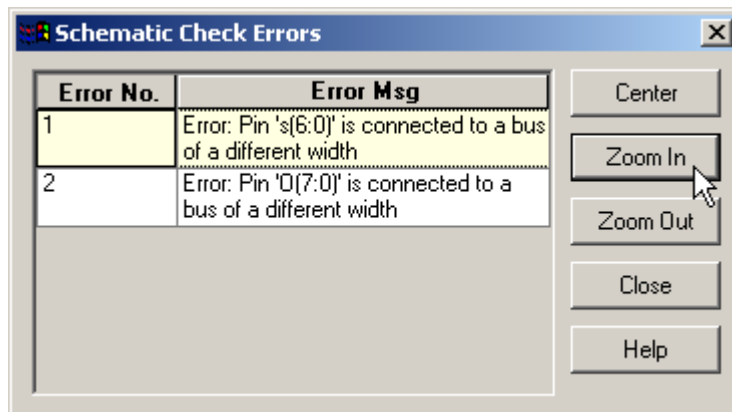 Schematic Check Errors
Error No. Error Msg
1 Error: Pin 's(6:0)' is connected to a bus
of a different width
2 Error: Pin 'O(7:0)' is connected to a
bus of a different width
Center
Zoom In
Zoom Out
Close
Help